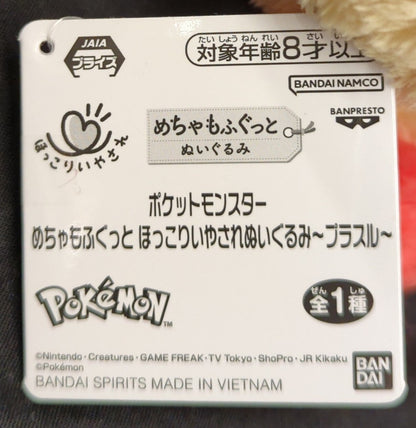 JAIA
プライズ
たい しょう ねん れい さい い
対象年齢8才以上
BANDAI NAMCO
BANPRESTO
ほっこりいやされ
めちゃもふぐっと
ぬいぐるみ
ポケットモンスター
めちゃもふぐっと ほっこりいやされぬいぐるみ~プラスル~
POKéMON™
ぜん しゅ
全1種
©Nintendo・Creatures・GAME FREAK・TV Tokyo・ShoPro・JR Kikaku
©Pokémon
BANDAI SPIRITS MADE IN VIETNAM
BAN
DAI